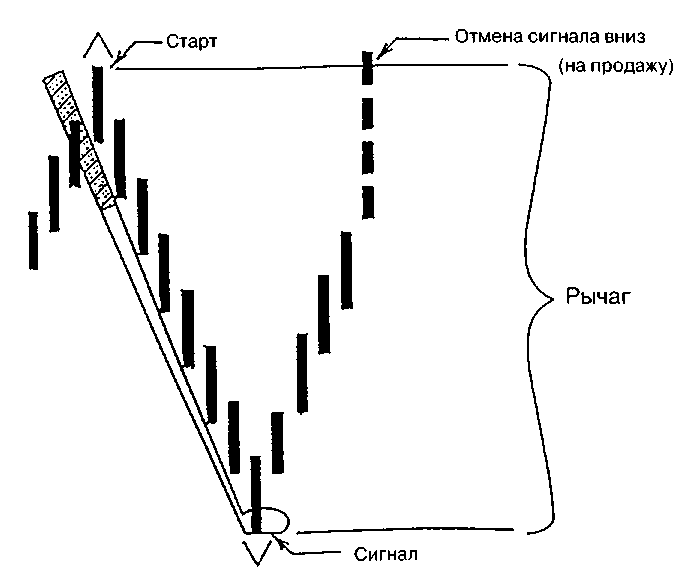 Старт
Отмена сигнала вниз
(на продажу)
Рычаг
Сигнал